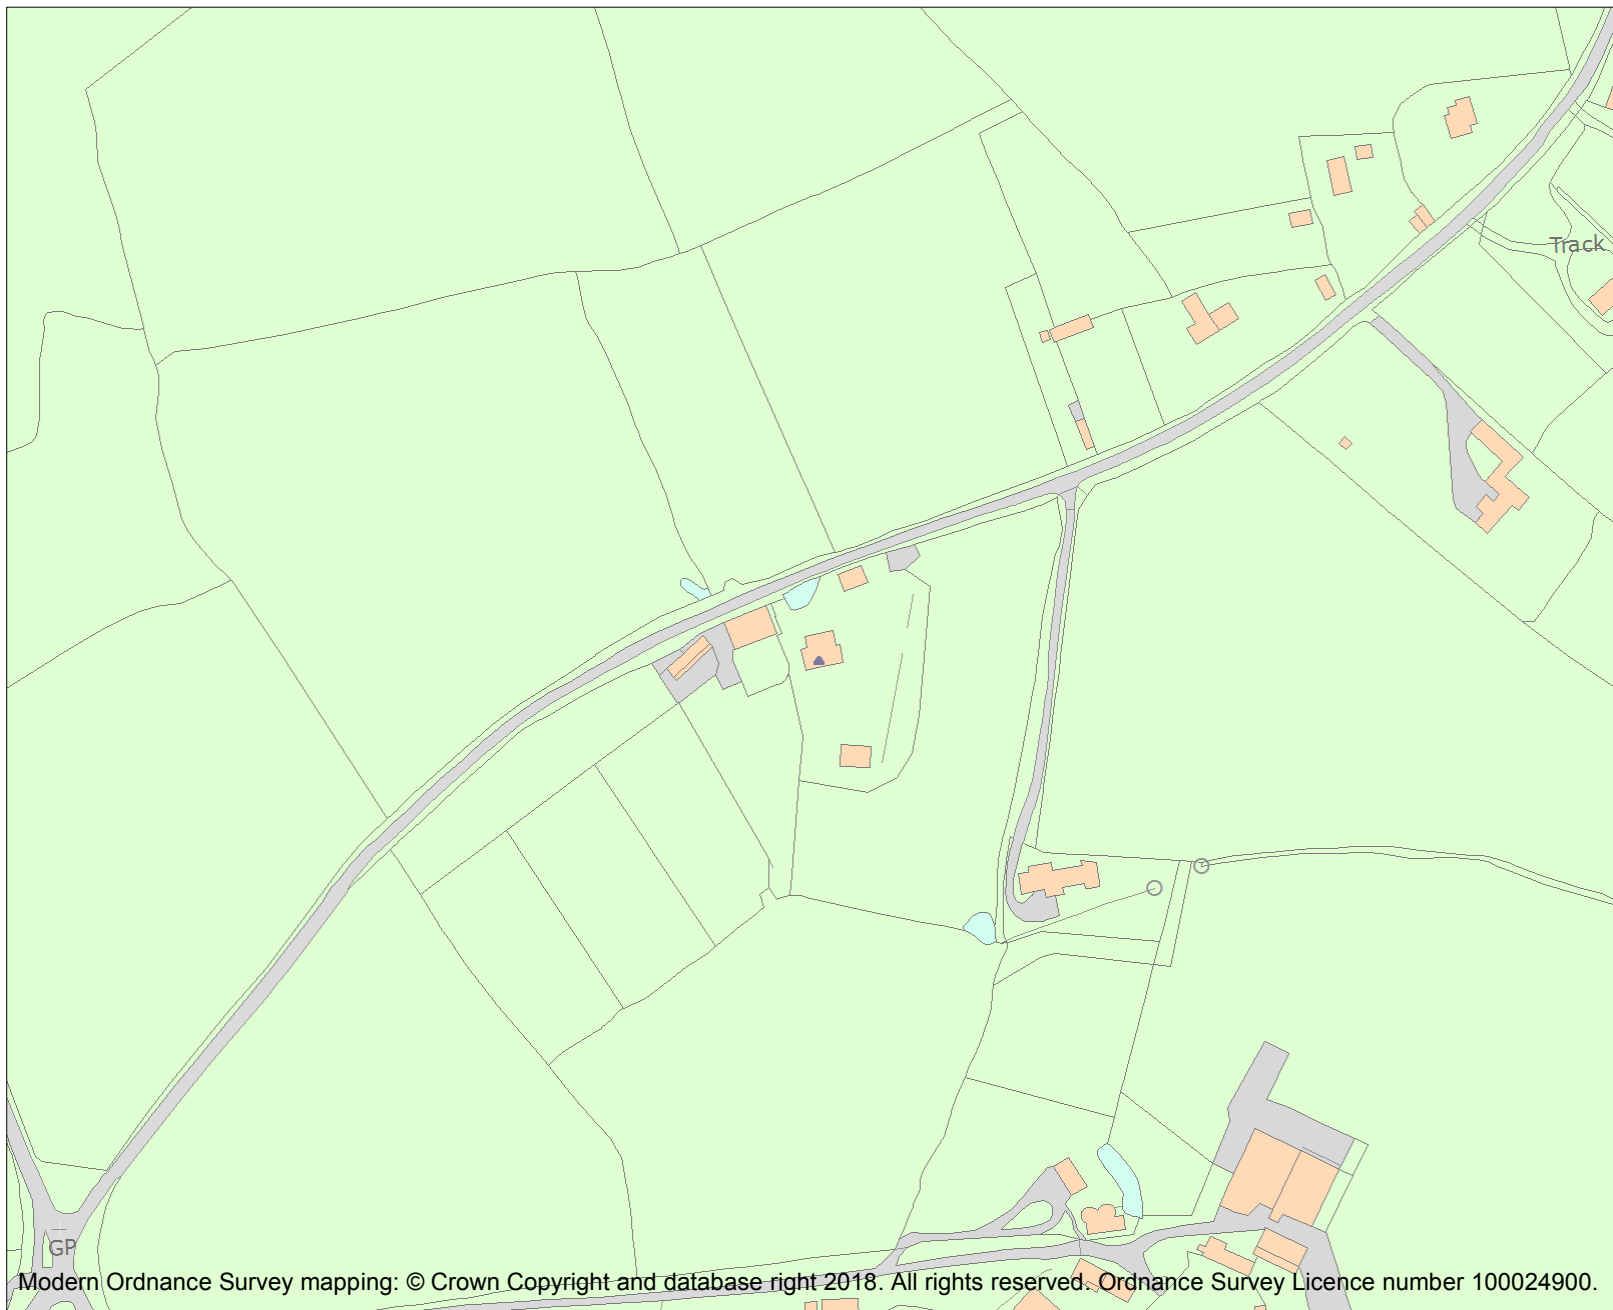 Track
GP
Modern Ordnance Survey mapping: © Crown Copyright and database right 2018. All rights reserved. Ordnance Survey Licence number 100024900.